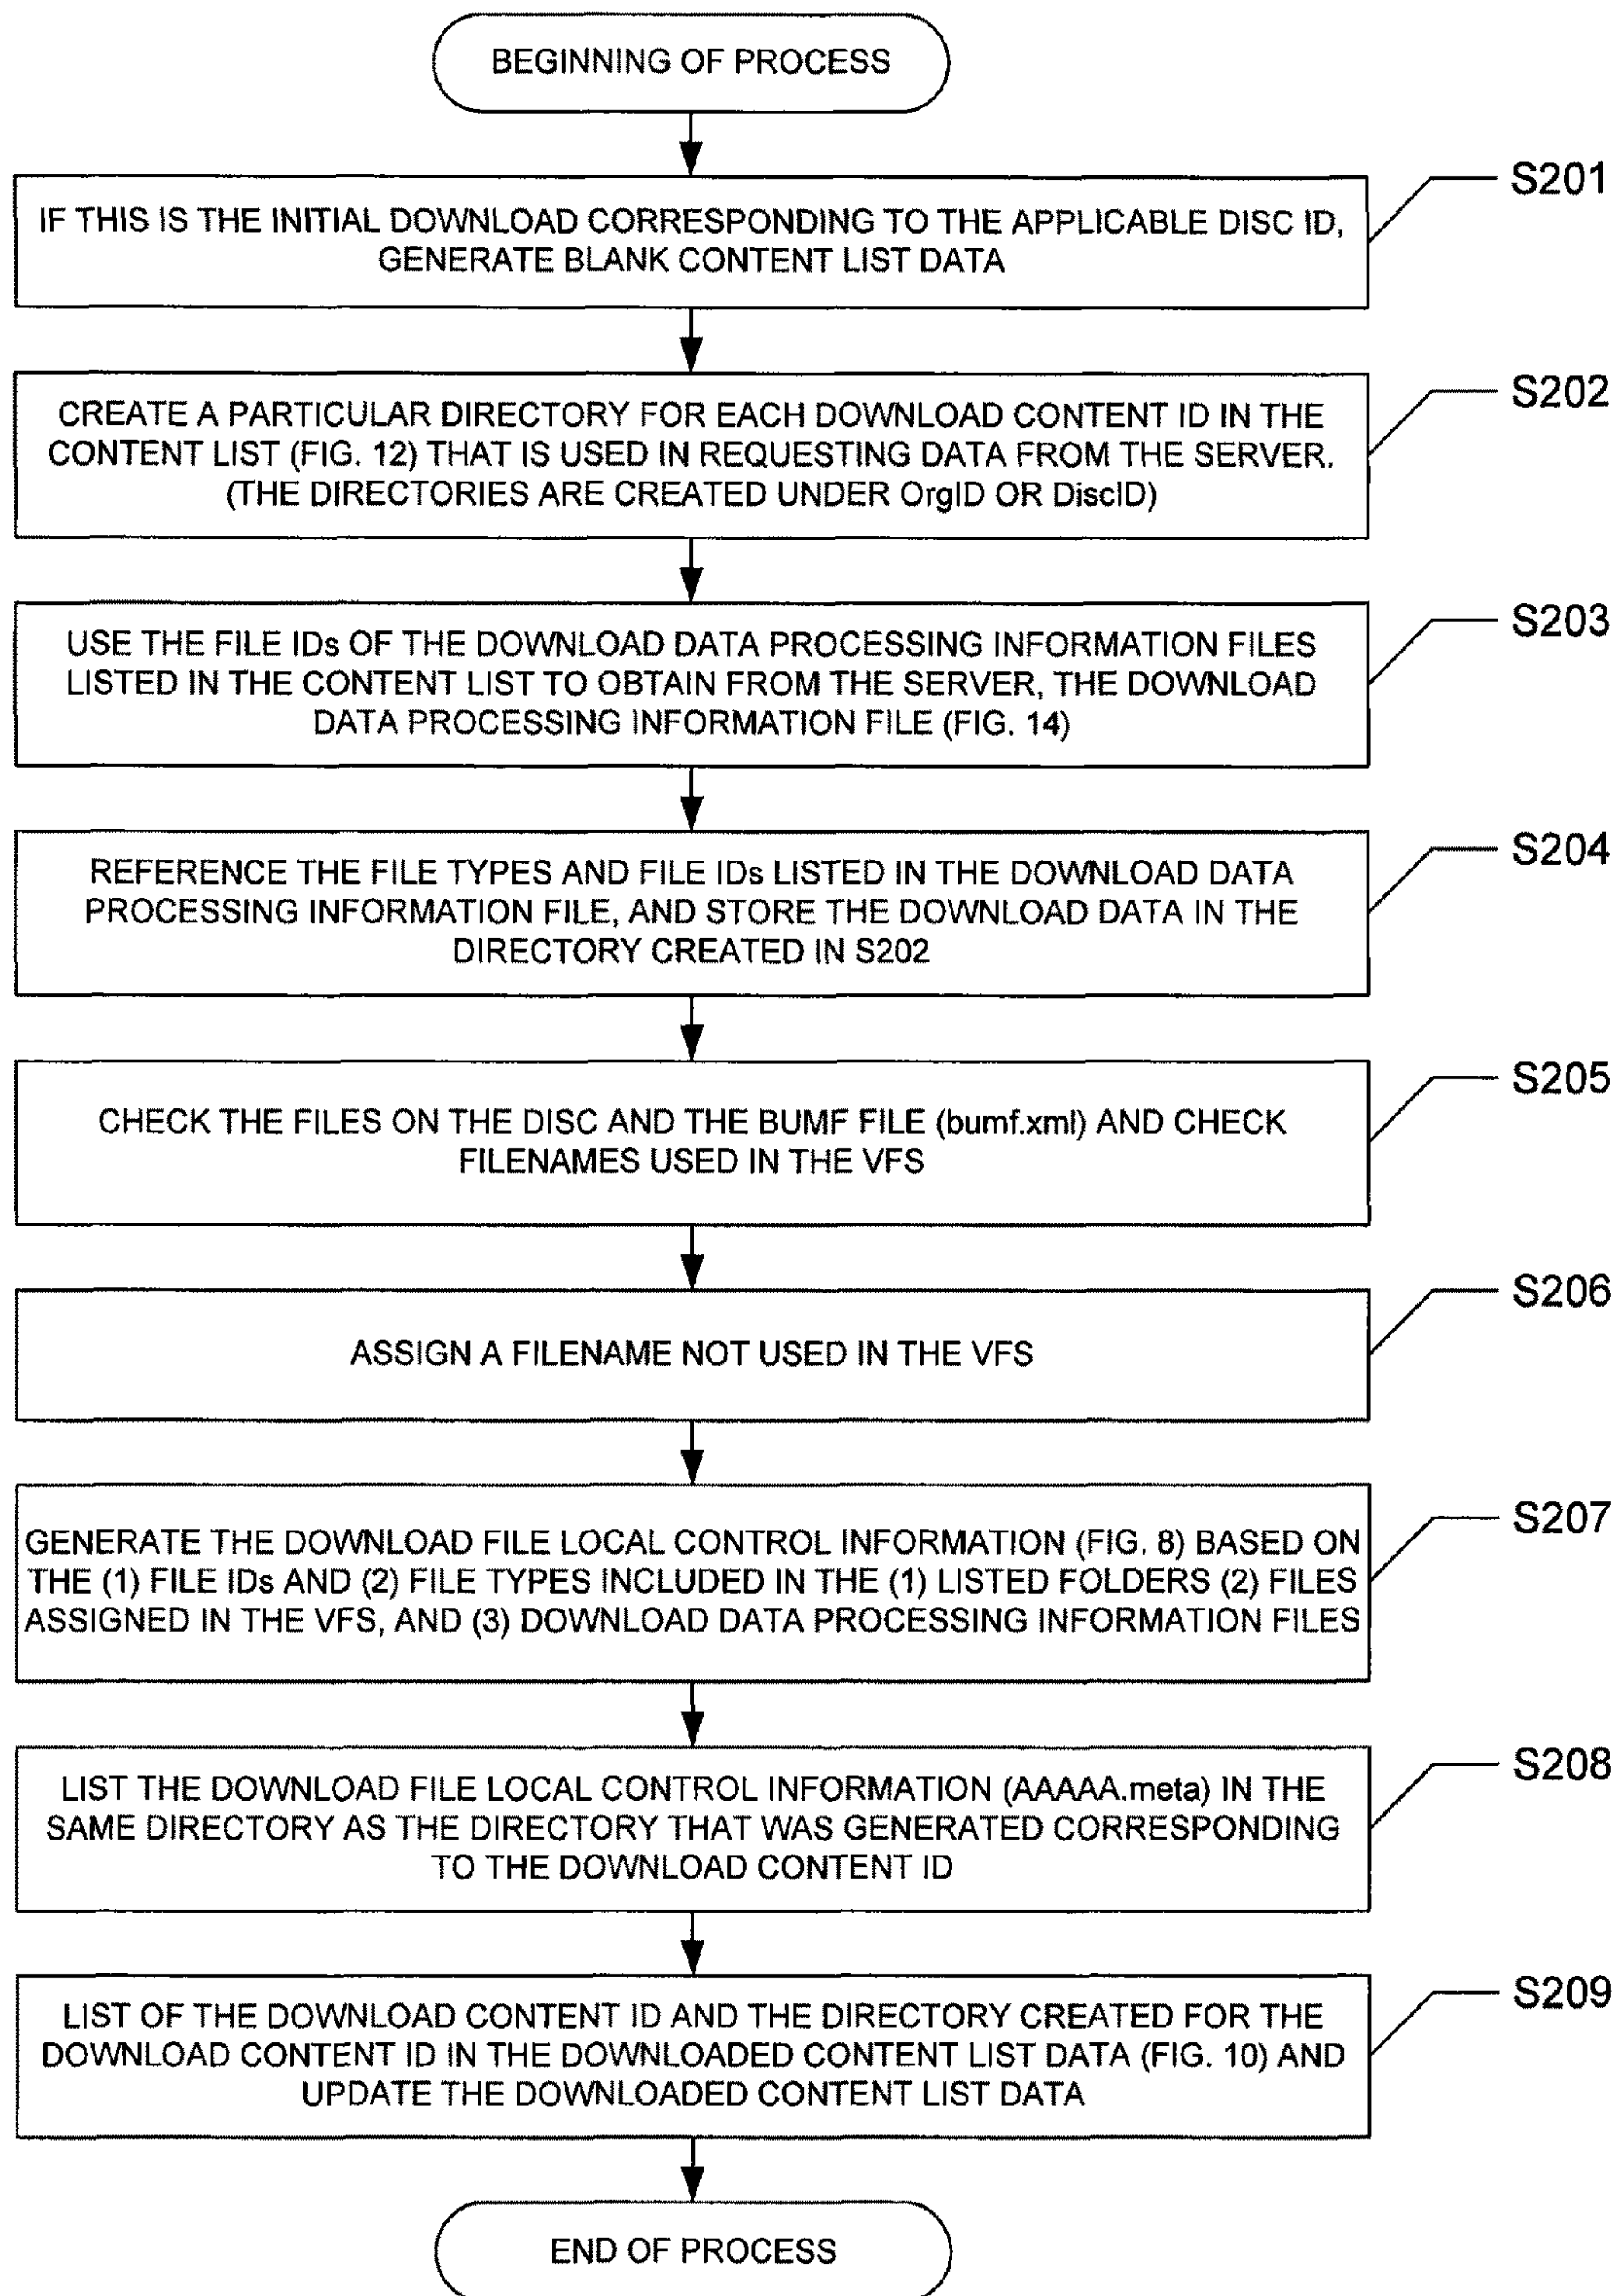 BEGINNING OF PROCESS
S201
IF THIS IS THE INITIAL DOWNLOAD CORRESPONDING TO THE APPLICABLE DISC ID,
GENERATE BLANK CONTENT LIST DATA
S202
CREATE A PARTICULAR DIRECTORY FOR EACH DOWNLOAD CONTENT ID IN THE
CONTENT LIST (FIG. 12) THAT IS USED IN REQUESTING DATA FROM THE SERVER.
(THE DIRECTORIES ARE CREATED UNDER OrgID OR DiscID)
S203
USE THE FILE IDs OF THE DOWNLOAD DATA PROCESSING INFORMATION FILES
LISTED IN THE CONTENT LIST TO OBTAIN FROM THE SERVER, THE DOWNLOAD
DATA PROCESSING INFORMATION FILE (FIG. 14)
S204
REFERENCE THE FILE TYPES AND FILE IDs LISTED IN THE DOWNLOAD DATA
PROCESSING INFORMATION FILE, AND STORE THE DOWNLOAD DATA IN THE
DIRECTORY CREATED IN S202
S205
CHECK THE FILES ON THE DISC AND THE BUMF FILE (bumf.xml) AND CHECK
FILENAMES USED IN THE VFS
S206
ASSIGN A FILENAME NOT USED IN THE VFS
S207
GENERATE THE DOWNLOAD FILE LOCAL CONTROL INFORMATION (FIG. 8) BASED ON
THE (1) FILE IDs AND (2) FILE TYPES INCLUDED IN THE (1) LISTED FOLDERS (2) FILES
ASSIGNED IN THE VFS, AND (3) DOWNLOAD DATA PROCESSING INFORMATION FILES
S208
LIST THE DOWNLOAD FILE LOCAL CONTROL INFORMATION (AAAAA.meta) IN THE
SAME DIRECTORY AS THE DIRECTORY THAT WAS GENERATED CORRESPONDING
TO THE DOWNLOAD CONTENT ID
S209
LIST OF THE DOWNLOAD CONTENT ID AND THE DIRECTORY CREATED FOR THE
DOWNLOAD CONTENT ID IN THE DOWNLOADED CONTENT LIST DATA (FIG. 10) AND
UPDATE THE DOWNLOADED CONTENT LIST DATA
END OF PROCESS